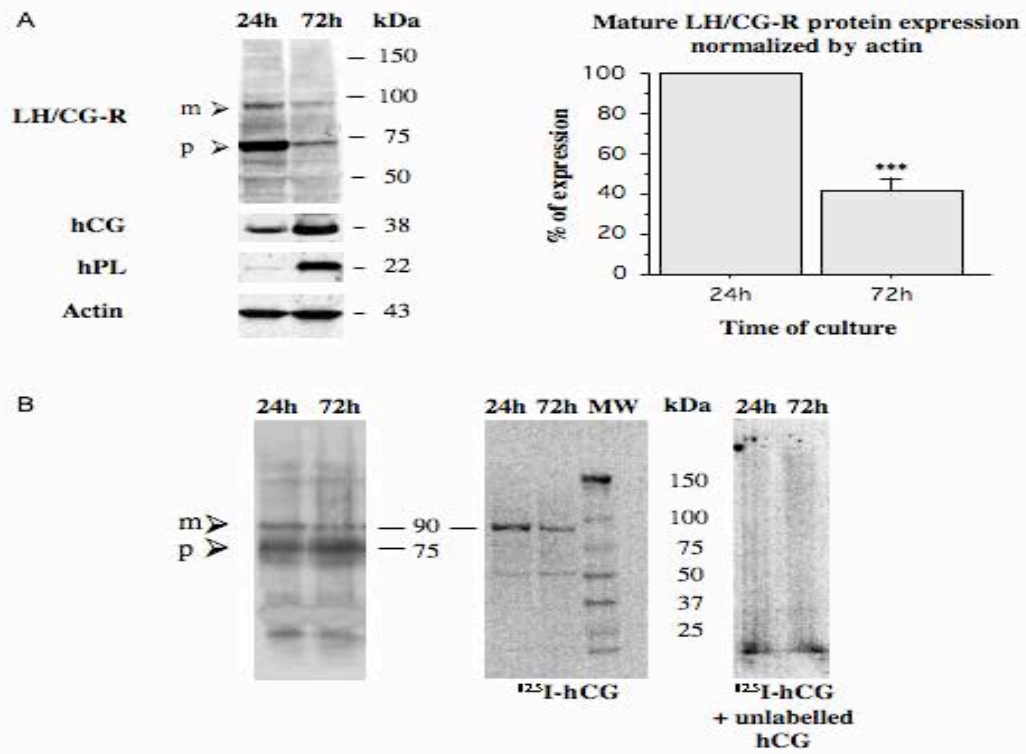 A
24h 72h kDa
150
100
75
50
LH/CG-R
m
p
hCG
38
hPL
22
Actin
43
Mature LH/CG-R protein expression
normalized by actin
% of expression
100
80
60
40
20
0
***
24h 72h
Time of culture
B
24h 72h
m
p
90
75
24h 72h MW kDa
150
100
75
50
37
25
125I-hCG
24h 72h
125I-hCG
+ unlabelled
hCG